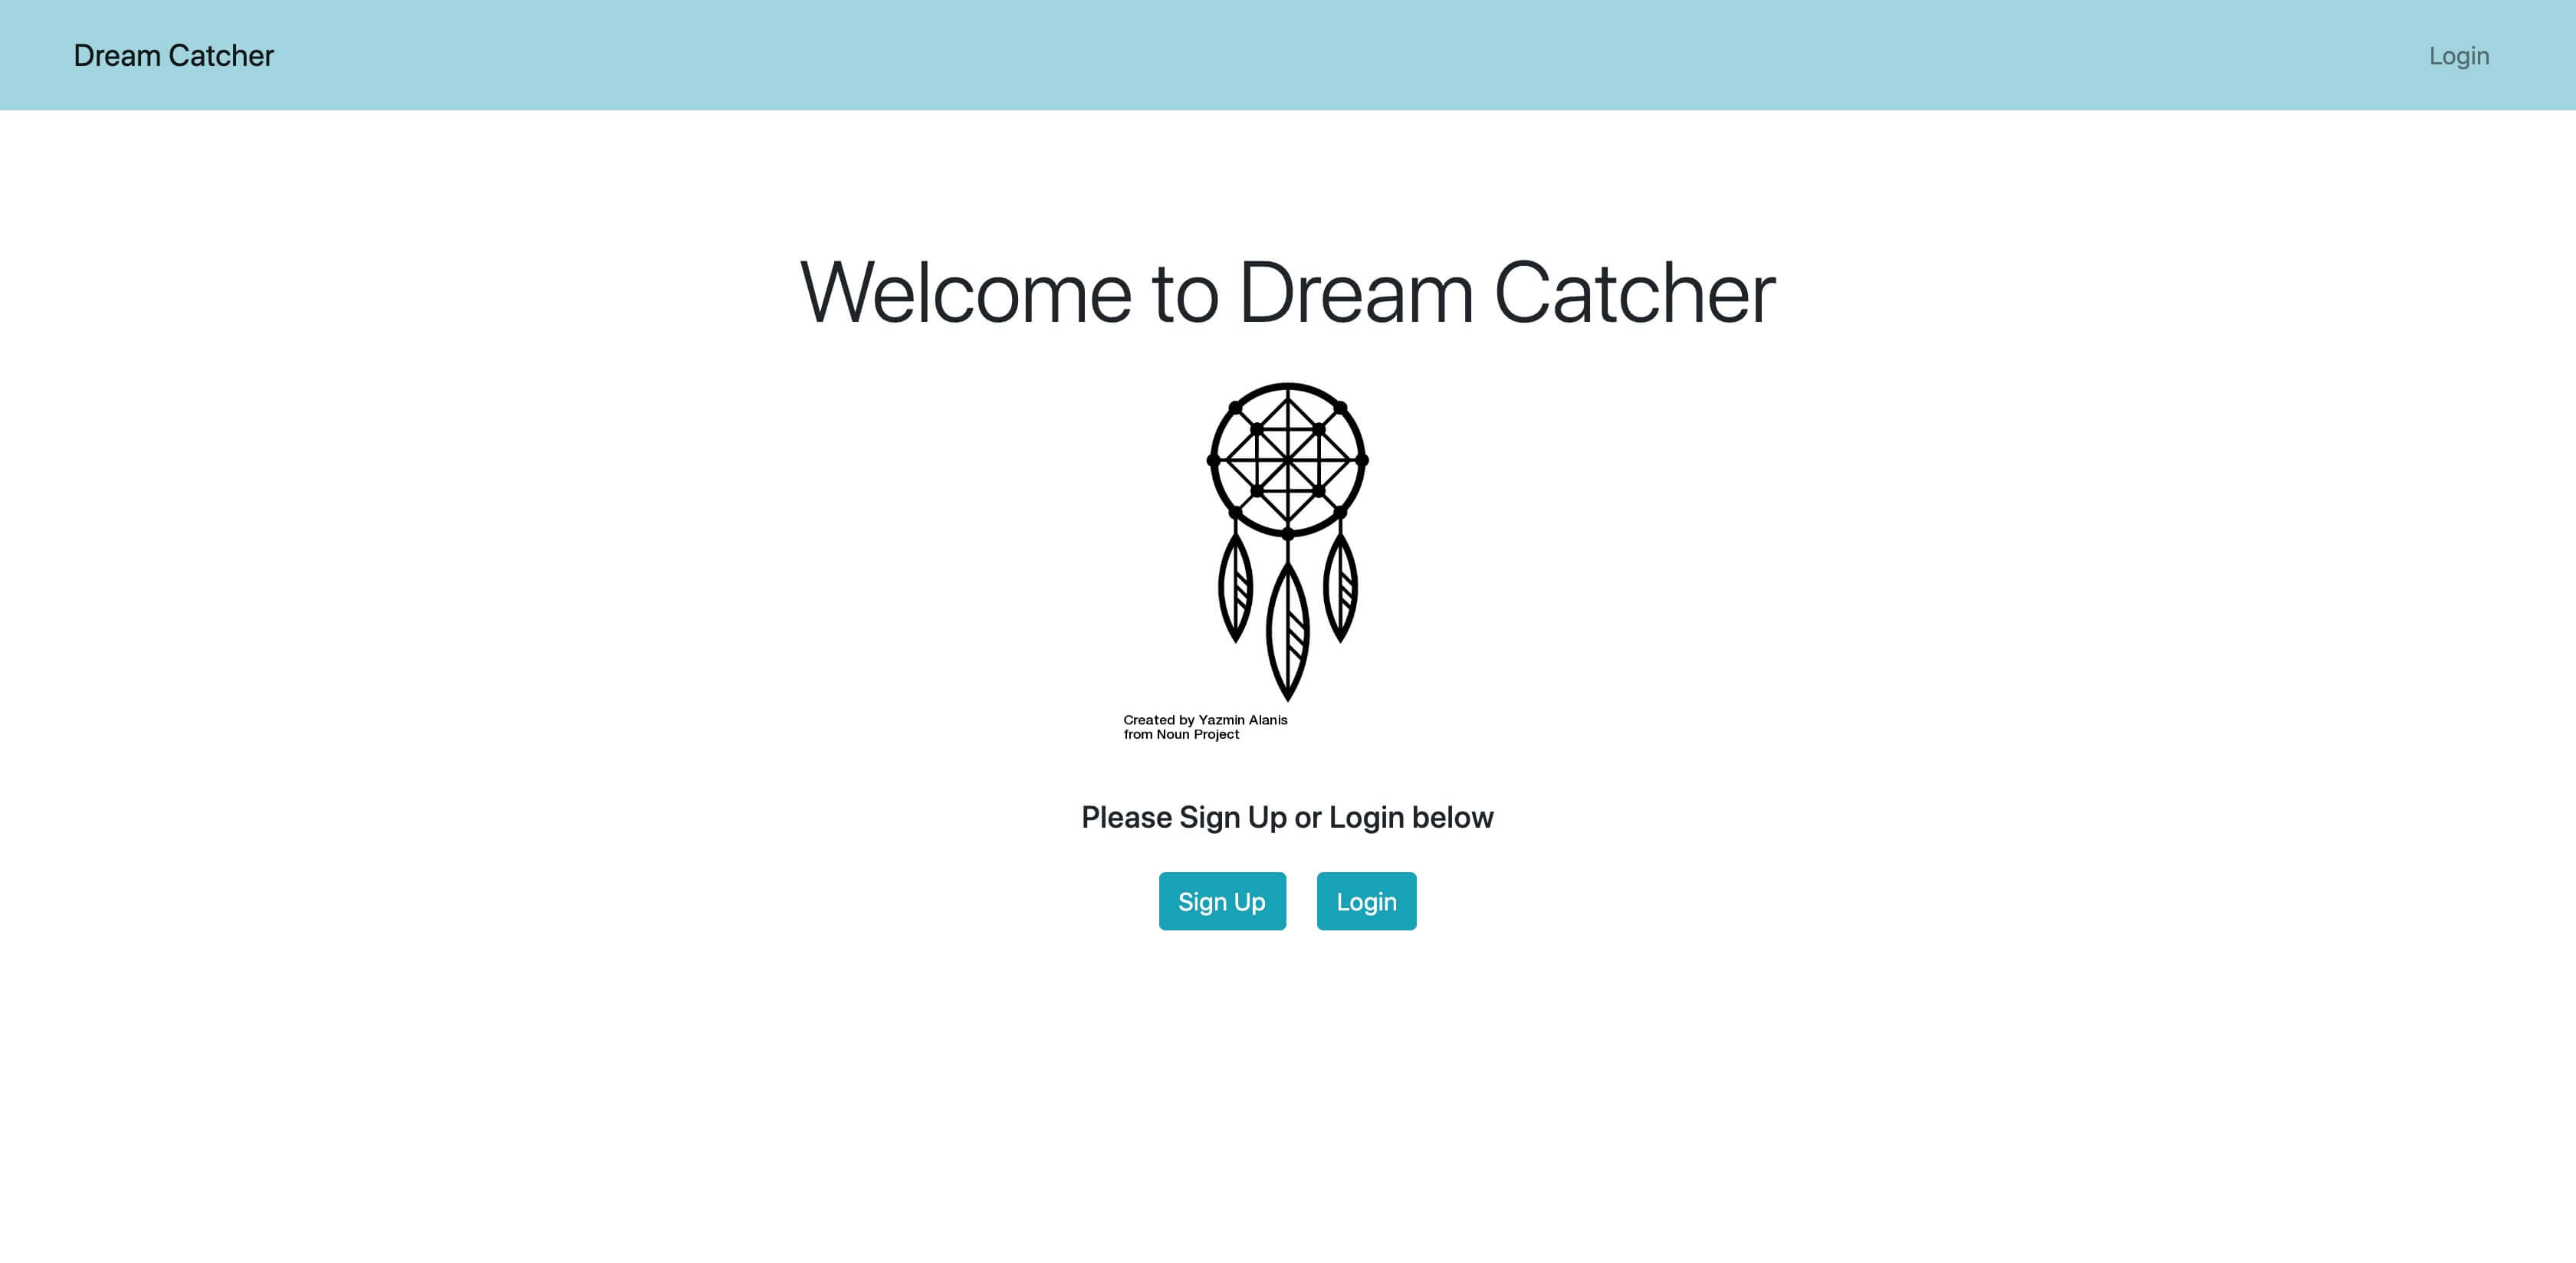 Dream Catcher
Login
Welcome to Dream Catcher
Created by Yazmin Alanis
from Noun Project
Please Sign Up or Login below
Sign Up
Login